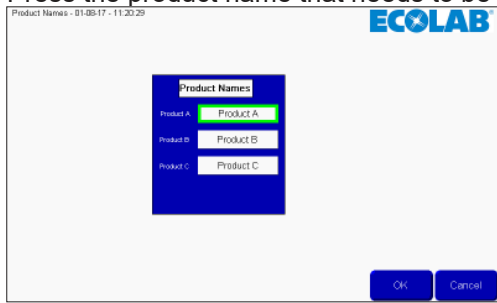 Press the product name that needs to be
Product Names - 01-08-17 - 11:20:29
ECOLAB
Product Names
Product A Product A
Product B Product B
Product C Product C
OK Cancel